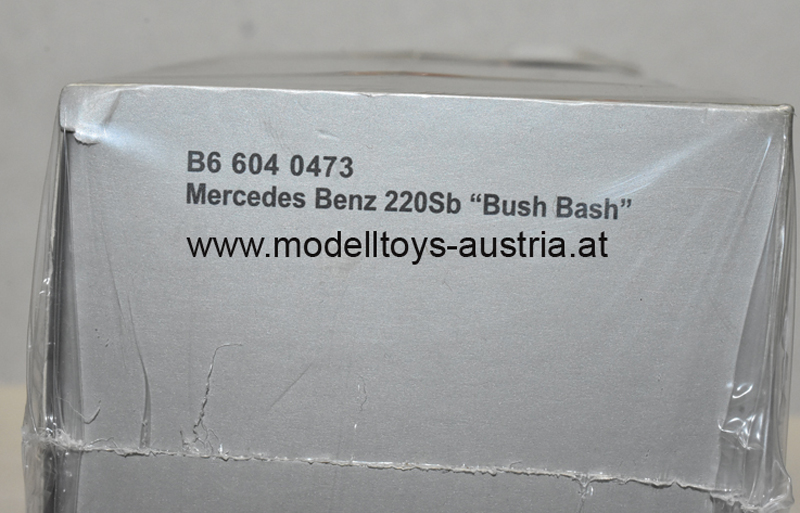 B6 604 0473
Mercedes Benz 220Sb “Bush Bash”
www.modelltoys-austria.at